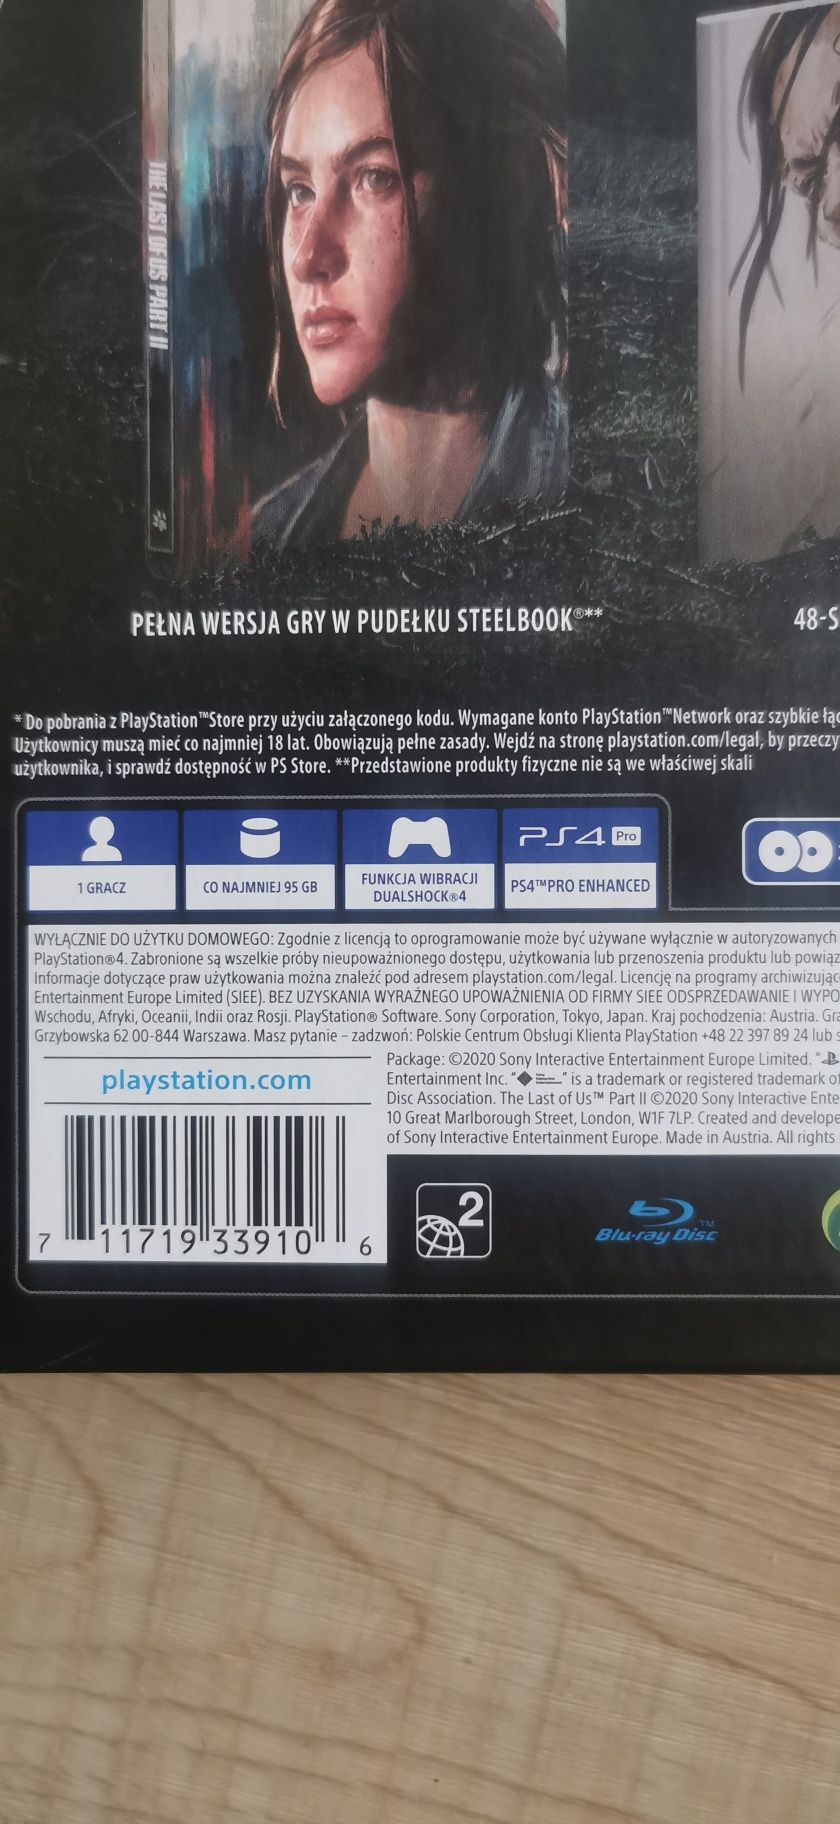 THE LAST OF US PART II
PEŁNA WERSJA GRY W PUDEŁKU STEELBOOK®**
48-S
* Do pobrania z PlayStation™Store przy użyciu załączonego kodu. Wymagane konto PlayStation™Network oraz szybkie łąc
Użytkownicy muszą mieć co najmniej 18 lat. Obowiązują pełne zasady. Wejdź na stronę playstation.com/legal, by przeczy
użytkownika, i sprawdź dostępność w PS Store. **Przedstawione produkty fizyczne nie są we właściwej skali
PS4 Pro
1 GRACZ
CO NAJMNIEJ 95 GB
FUNKCJA WIBRACJI
DUALSHOCK®4
PS4™PRO ENHANCED
WYŁĄCZNIE DO UŻYTKU DOMOWEGO: Zgodnie z licencją to oprogramowanie może być używane wyłącznie w autoryzowanych
PlayStation®4. Zabronione są wszelkie próby nieupoważnionego dostępu, użytkowania lub przenoszenia produktu lub powiąz
Informacje dotyczące praw użytkowania można znaleźć pod adresem playstation.com/legal. Licencję na programy archiwizując
Entertainment Europe Limited (SIEE). BEZ UZYSKANIA WYRAŹNEGO UPOWAŻNIENIA OD FIRMY SIEE ODSPRZEDAWANIE I WYPO
Wschodu, Afryki, Oceanii, Indii oraz Rosji. PlayStation® Software. Sony Corporation, Tokyo, Japan. Kraj pochodzenia: Austria. Gra
Grzybowska 62 00-844 Warszawa. Masz pytanie – zadzwoń: Polskie Centrum Obsługi Klienta PlayStation +48 22 397 89 24 lub s
playstation.com
Package: ©2020 Sony Interactive Entertainment Europe Limited. "
Entertainment Inc. " " is a trademark or registered trademark o
Disc Association. The Last of Us™ Part II ©2020 Sony Interactive Ente
10 Great Marlborough Street, London, W1F 7LP. Created and develope
of Sony Interactive Entertainment Europe. Made in Austria. All rights
7 11719 33910 6
2
Blu-ray Disc™